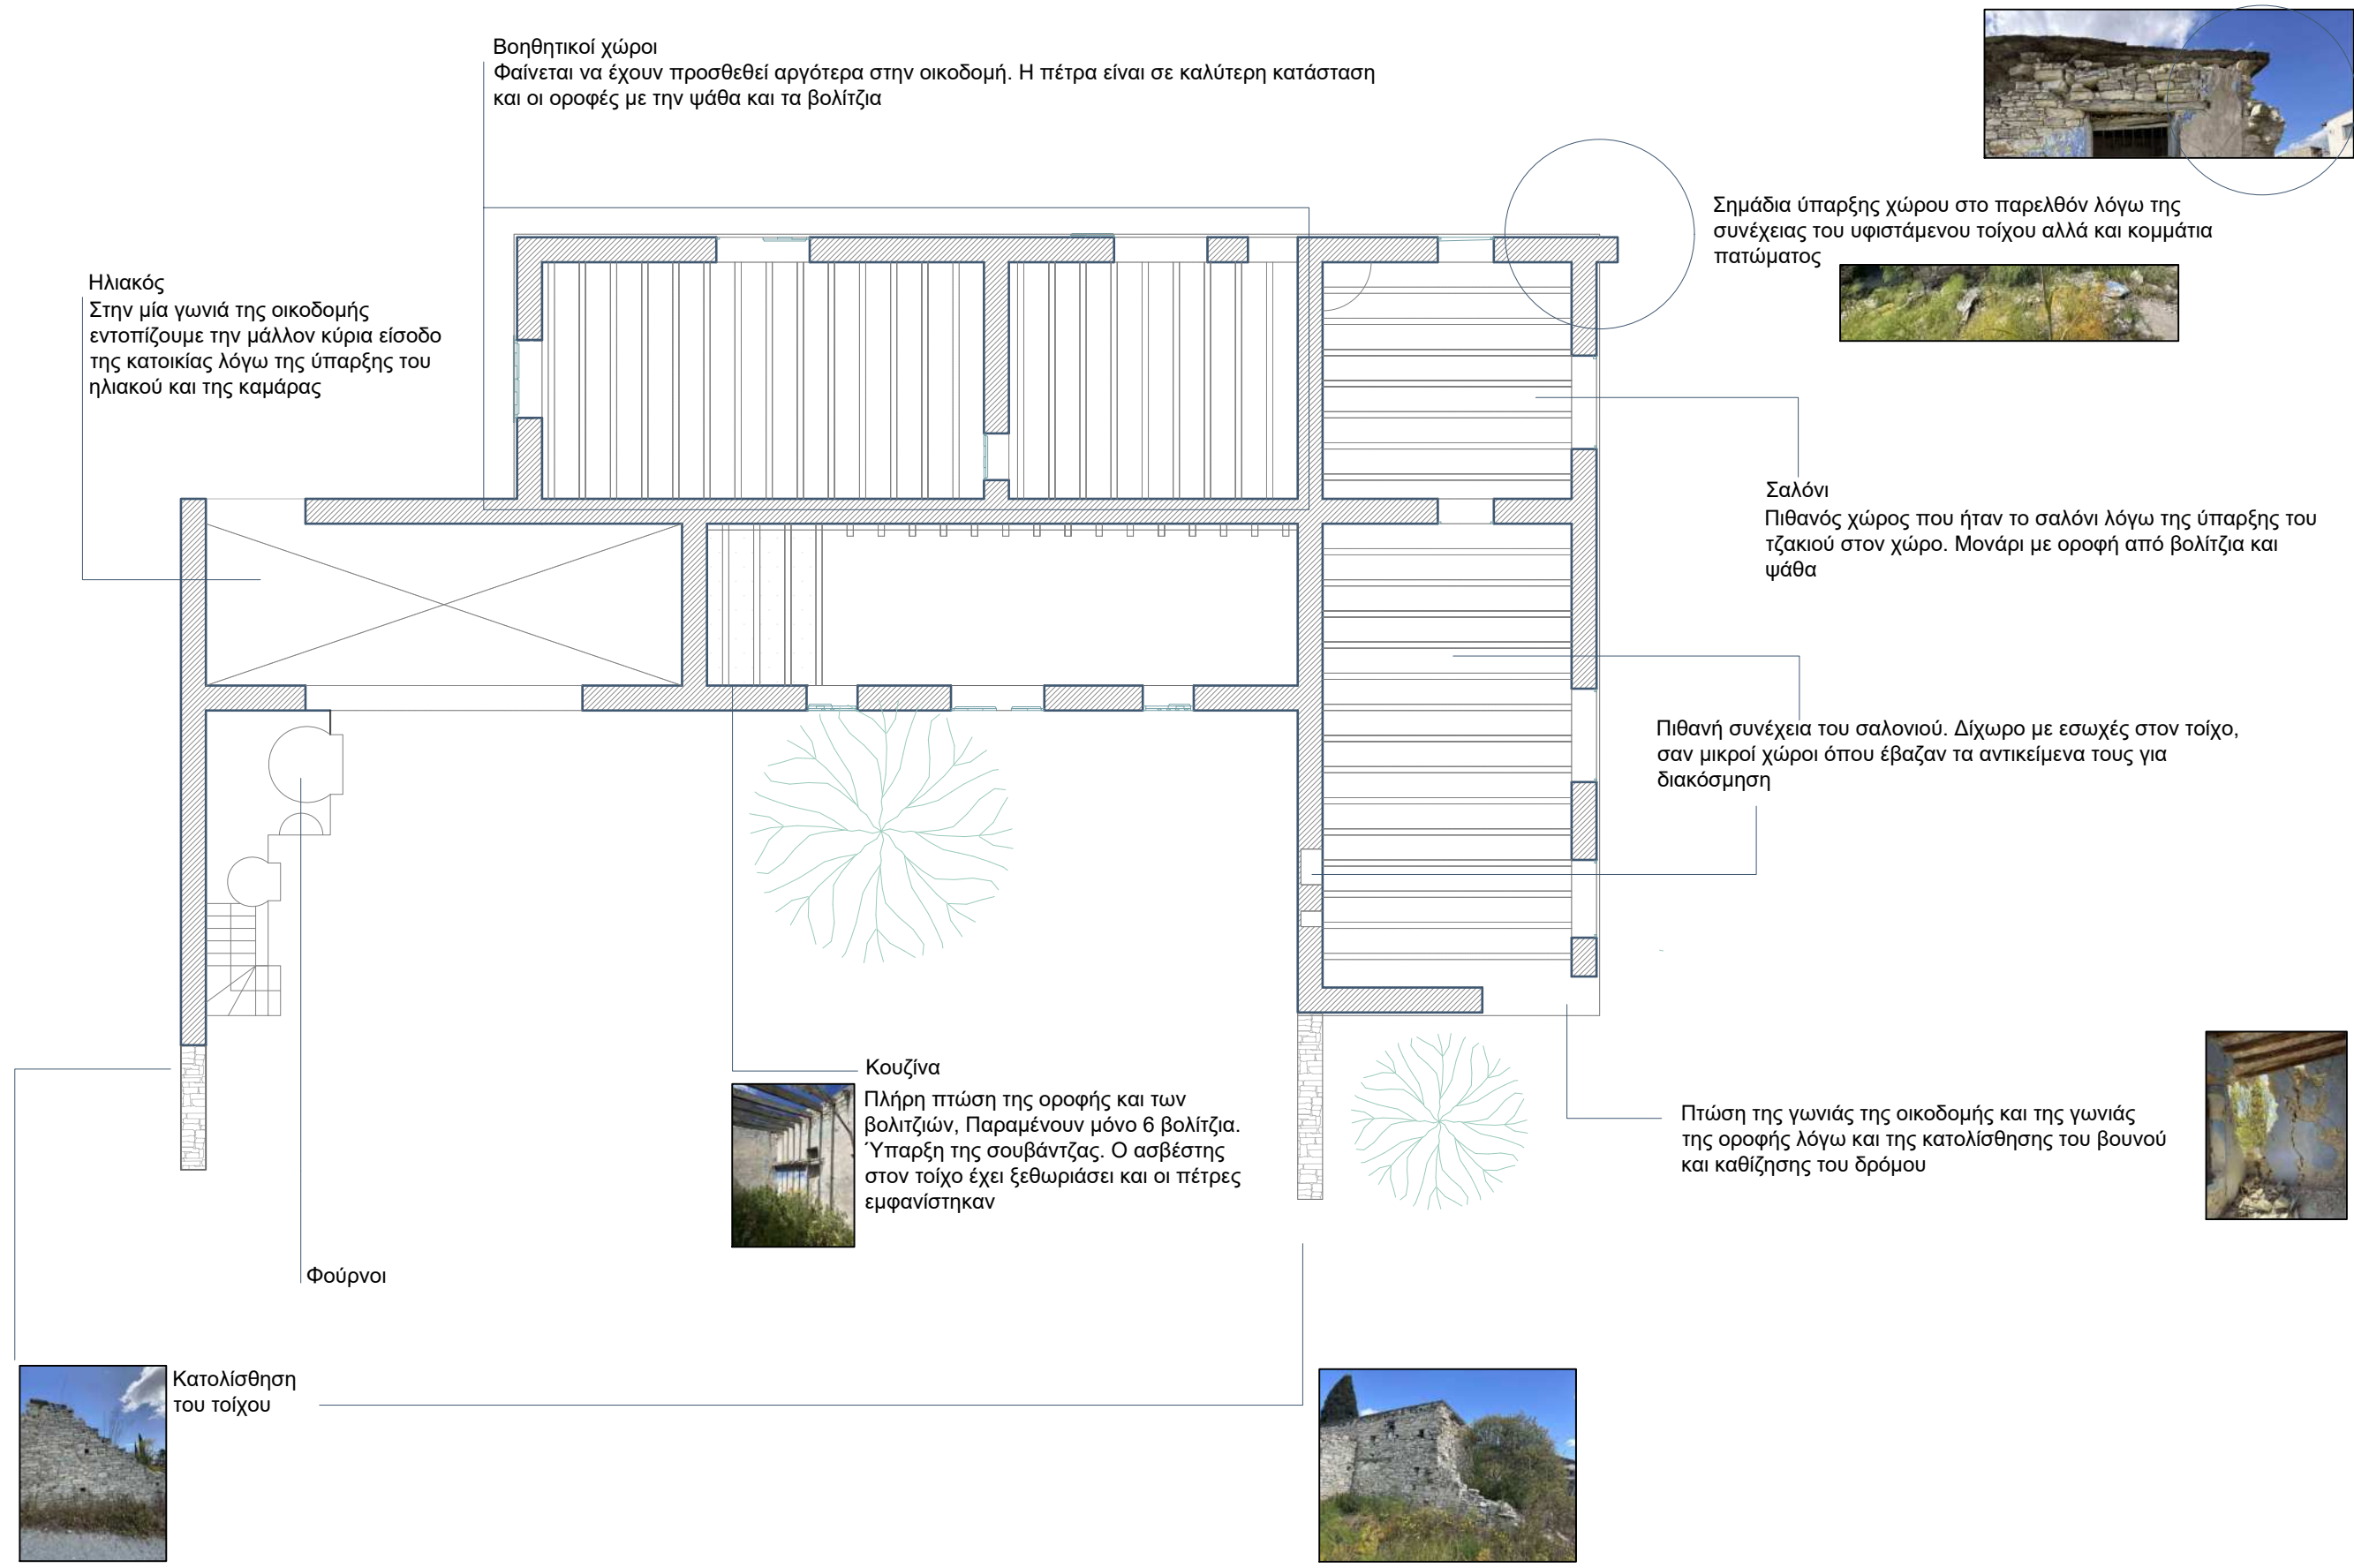 Βοηθητικοί χώροι
Φαίνεται να έχουν προσθεθεί αργότερα στην οικοδομή. Η πέτρα είναι σε καλύτερη κατάσταση
και οι οροφές με την ψάθα και τα βολίτζια
Σημάδια ύπαρξης χώρου στο παρελθόν λόγω της
συνέχειας του υφιστάμενου τοίχου αλλά και κομμάτια
πατώματος
Ηλιακός
Στην μία γωνιά της οικοδομής
εντοπίζουμε την μάλλον κύρια είσοδο
της κατοικίας λόγω της ύπαρξης του
ηλιακού και της καμάρας
Σαλόνι
Πιθανός χώρος που ήταν το σαλόνι λόγω της ύπαρξης του
τζακιού στον χώρο. Μονάρι με οροφή από βολίτζια και
ψάθα
Πιθανή συνέχεια του σαλονιού. Δίχωρο με εσωχές στον τοίχο,
σαν μικροί χώροι όπου έβαζαν τα αντικείμενα τους για
διακόσμηση
Κουζίνα
Πλήρη πτώση της οροφής και των
βολιτζιών, Παραμένουν μόνο 6 βολίτζια.
Ύπαρξη της σουβάντζας. Ο ασβέστης
στον τοίχο έχει ξεθωριάσει και οι πέτρες
εμφανίστηκαν
Πτώση της γωνιάς της οικοδομής και της γωνιάς
της οροφής λόγω και της κατολίσθησης του βουνού
και καθίζησης του δρόμου
Φούρνοι
Κατολίσθηση
του τοίχου